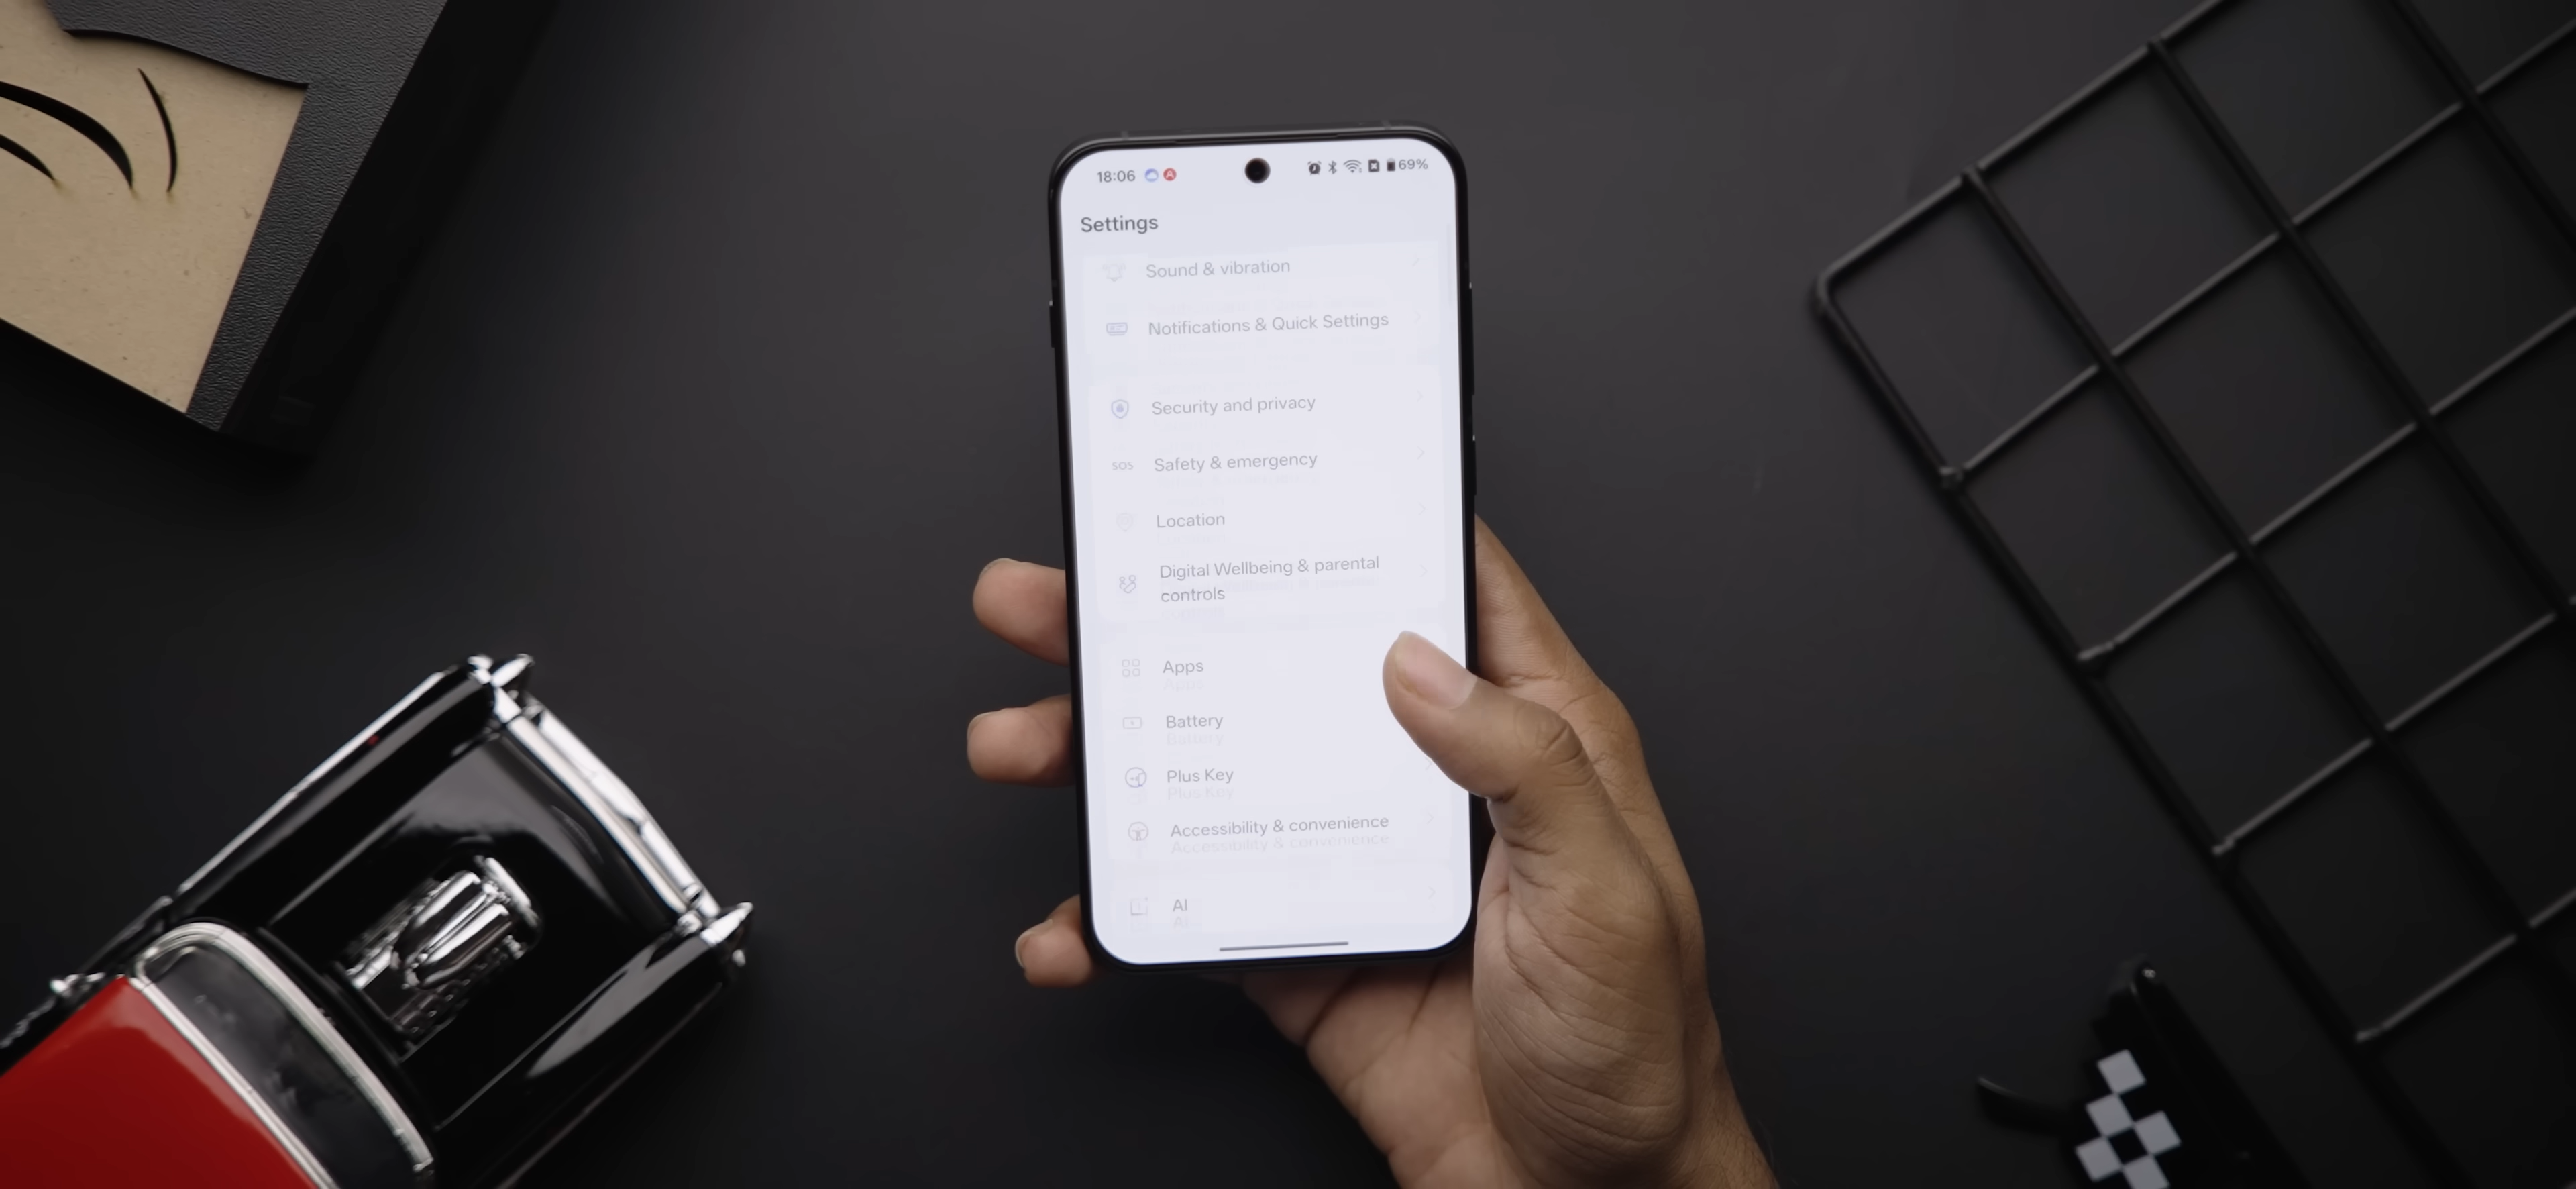 18:06
69%
Settings
Sound & vibration
Notifications & Quick Settings
Security and privacy
SOS Safety & emergency
Location
Digital Wellbeing & parental
controls
Apps
Battery
Plus Key
Accessibility & convenience
AI